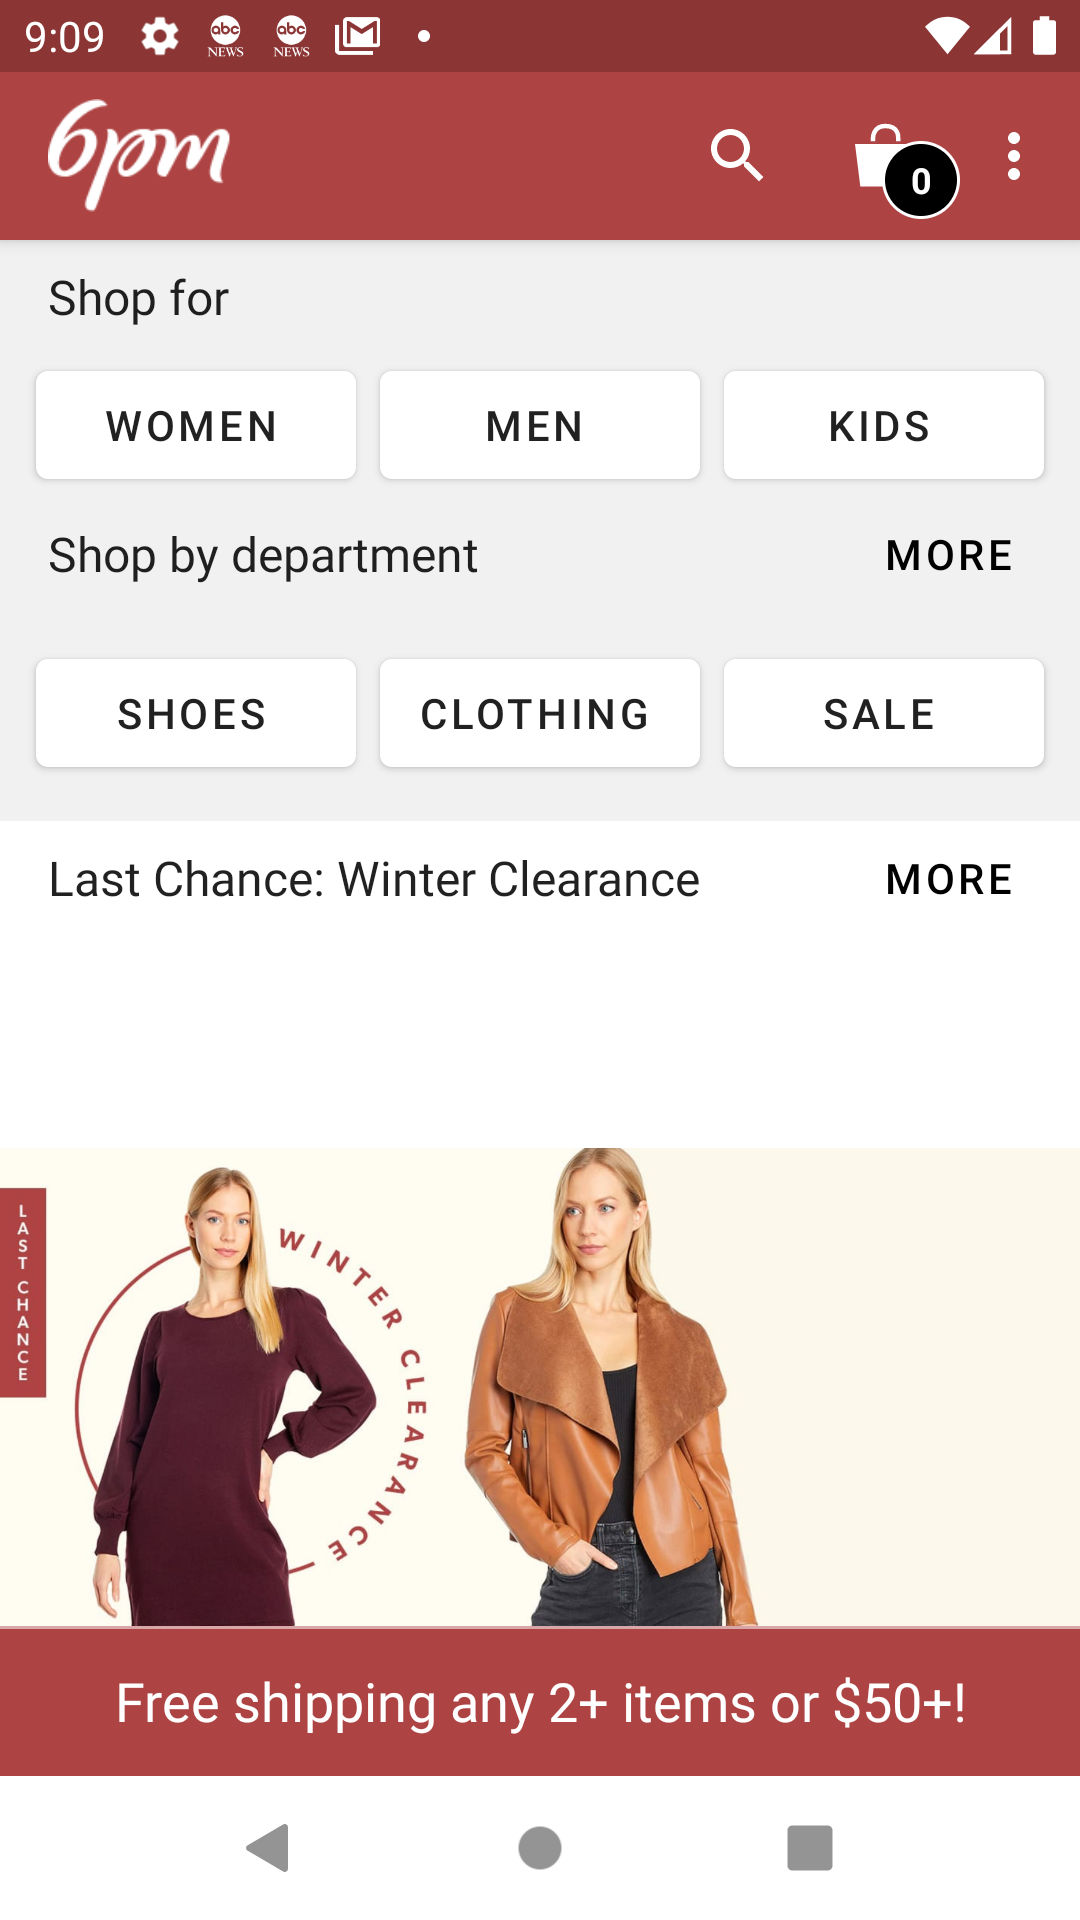 9:09
abc NEWS abc NEWS
6pm
0
Shop for
WOMEN MEN KIDS
Shop by department MORE
SHOES CLOTHING SALE
Last Chance: Winter Clearance MORE
LAST CHANCE
WINTER CLEARANCE
Free shipping any 2+ items or $50+!